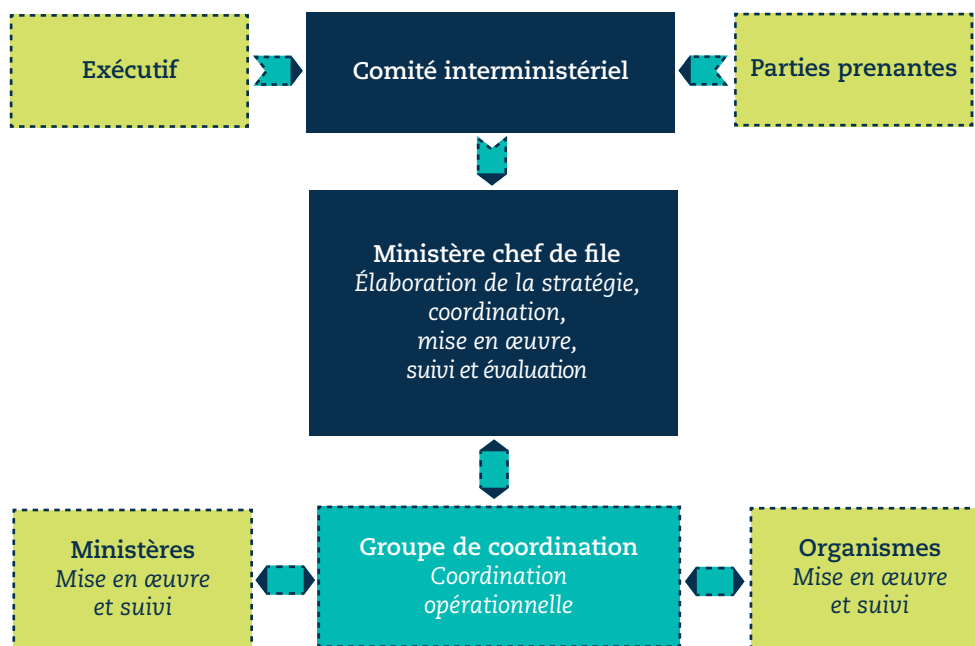 Exécutif
Comité interministériel
Parties prenantes
Ministère chef de file
Élaboration de la stratégie,
coordination,
mise en œuvre,
suivi et évaluation
Ministères
Mise en œuvre
et suivi
Groupe de coordination
Coordination
opérationnelle
Organismes
Mise en œuvre
et suivi